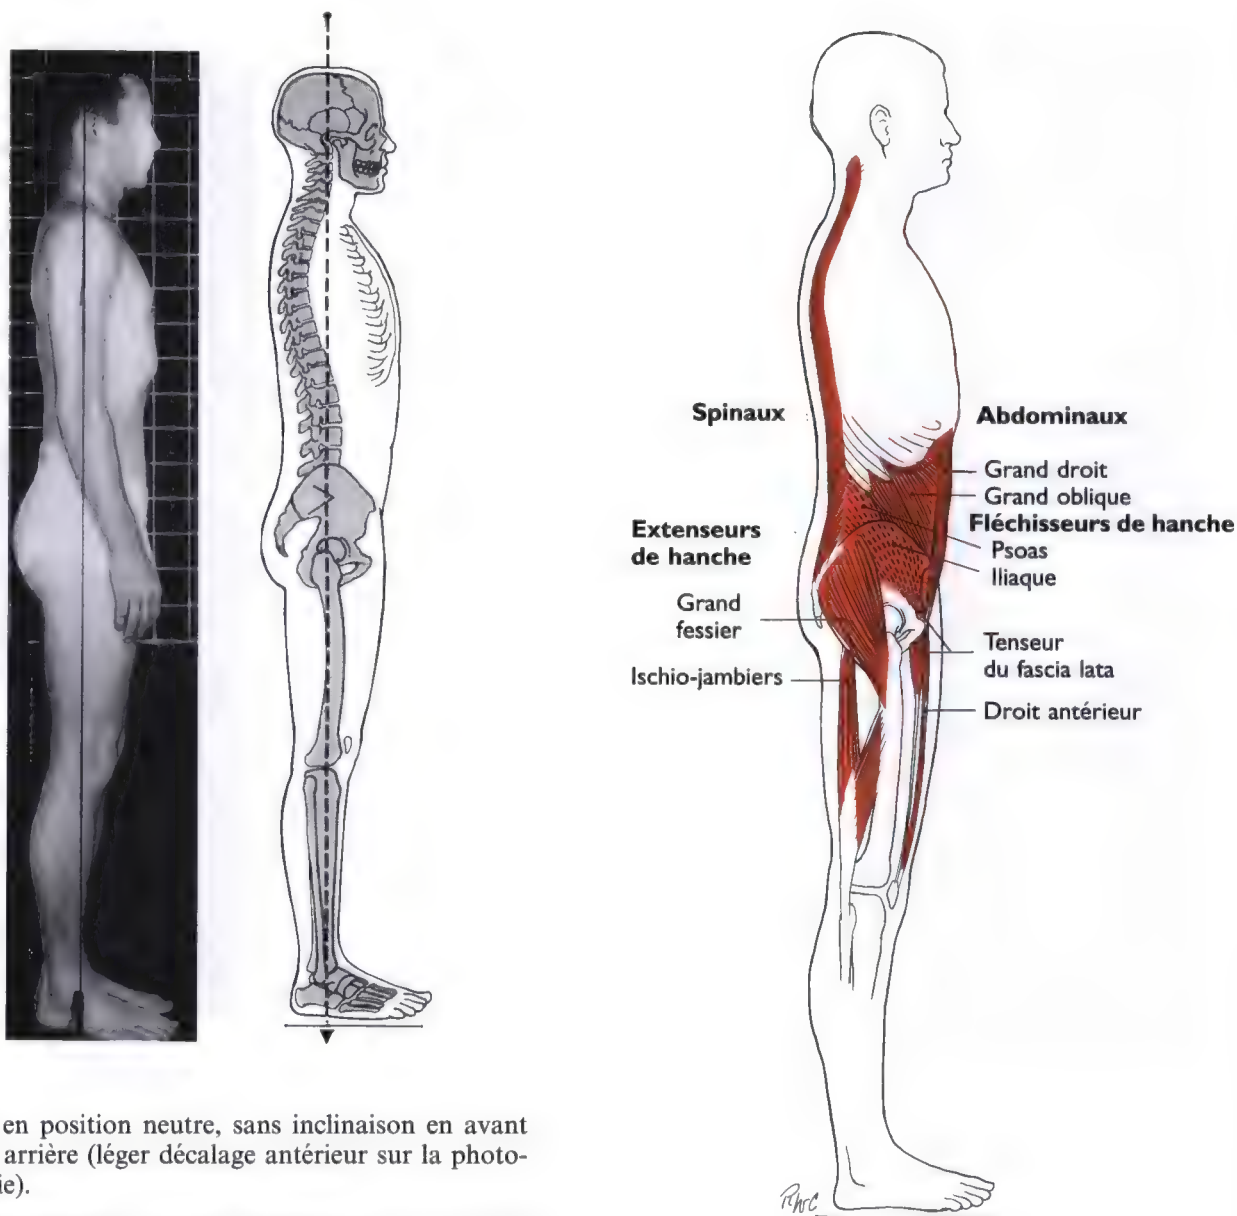 Spinaux
Abdominaux
Grand droit
Grand oblique
Fléchisseurs de hanche
Psoas
Iliaque
Extenseurs
de hanche
Grand
fessier
Ischio-jambiers
Tenseur
du fascia lata
Droit antérieur
en position neutre, sans inclinaison en avant
arrière (léger décalage antérieur sur la photo-
ie).
RWC